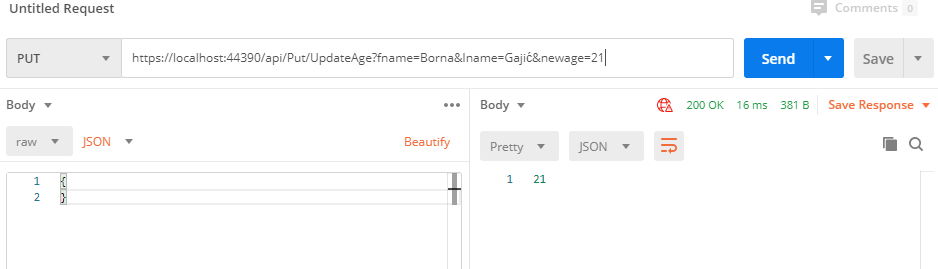 Untitled Request
Comments 0
PUT
https://localhost:44390/api/Put/UpdateAge?fname=Borna&lname=Gajić&newage=21
Send
Save
Body
Body
200 OK
16 ms
381 B
Save Response
raw
JSON
Beautify
Pretty
JSON
1 {
2 }
1 21